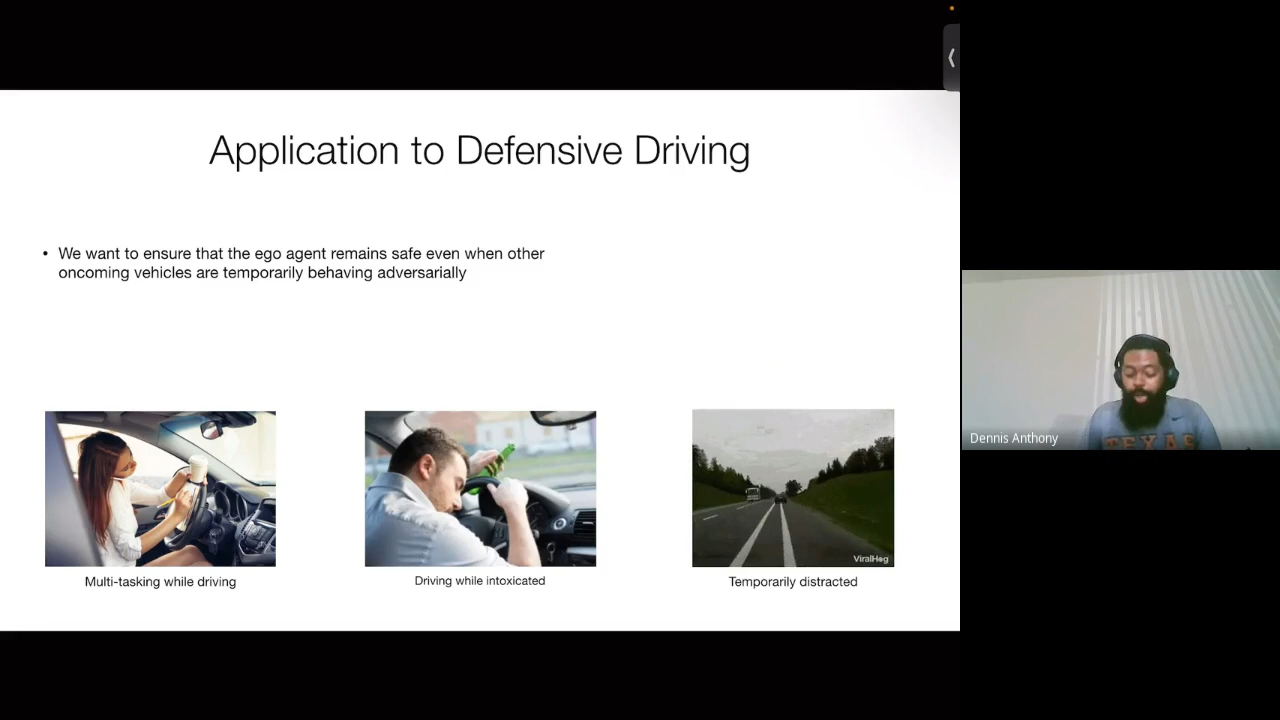 Application to Defensive Driving
• We want to ensure that the ego agent remains safe even when other
oncoming vehicles are temporarily behaving adversarially
ViralHog
Multi-tasking while driving
Driving while intoxicated
Temporarily distracted
Dennis Anthony
TEXAS